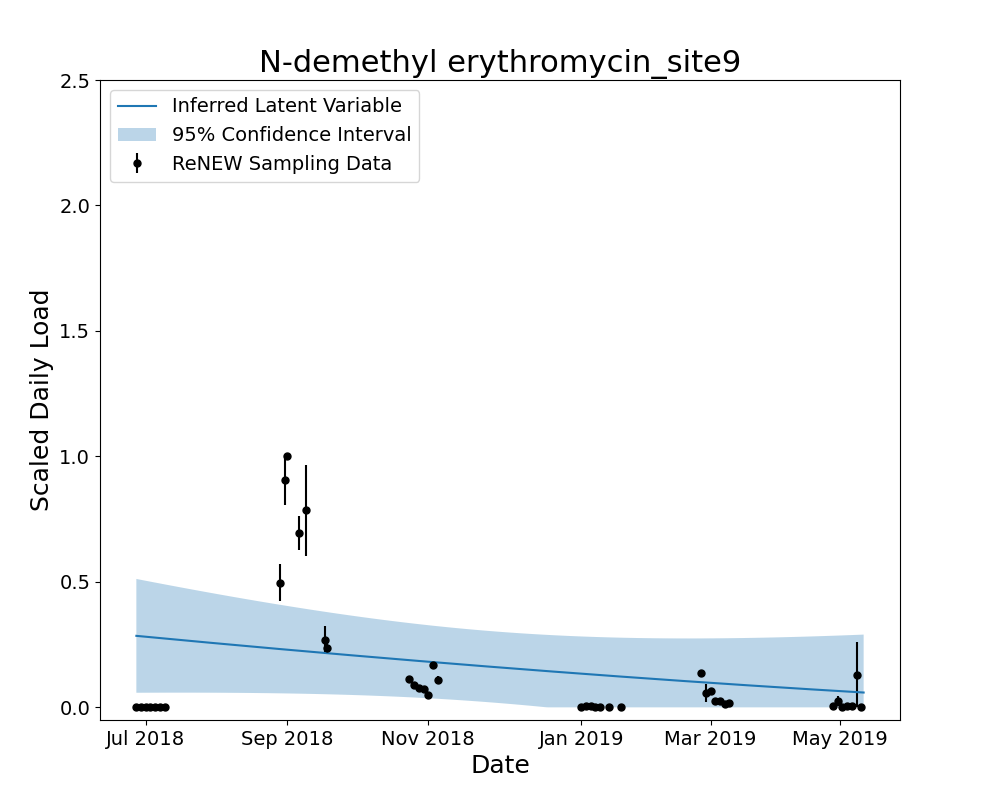 N-demethyl erythromycin_site9
Inferred Latent Variable
95% Confidence Interval
ReNEW Sampling Data
Scaled Daily Load
2.5
2.0
1.5
1.0
0.5
0.0
Jul 2018 Sep 2018 Nov 2018 Jan 2019 Mar 2019 May 2019
Date